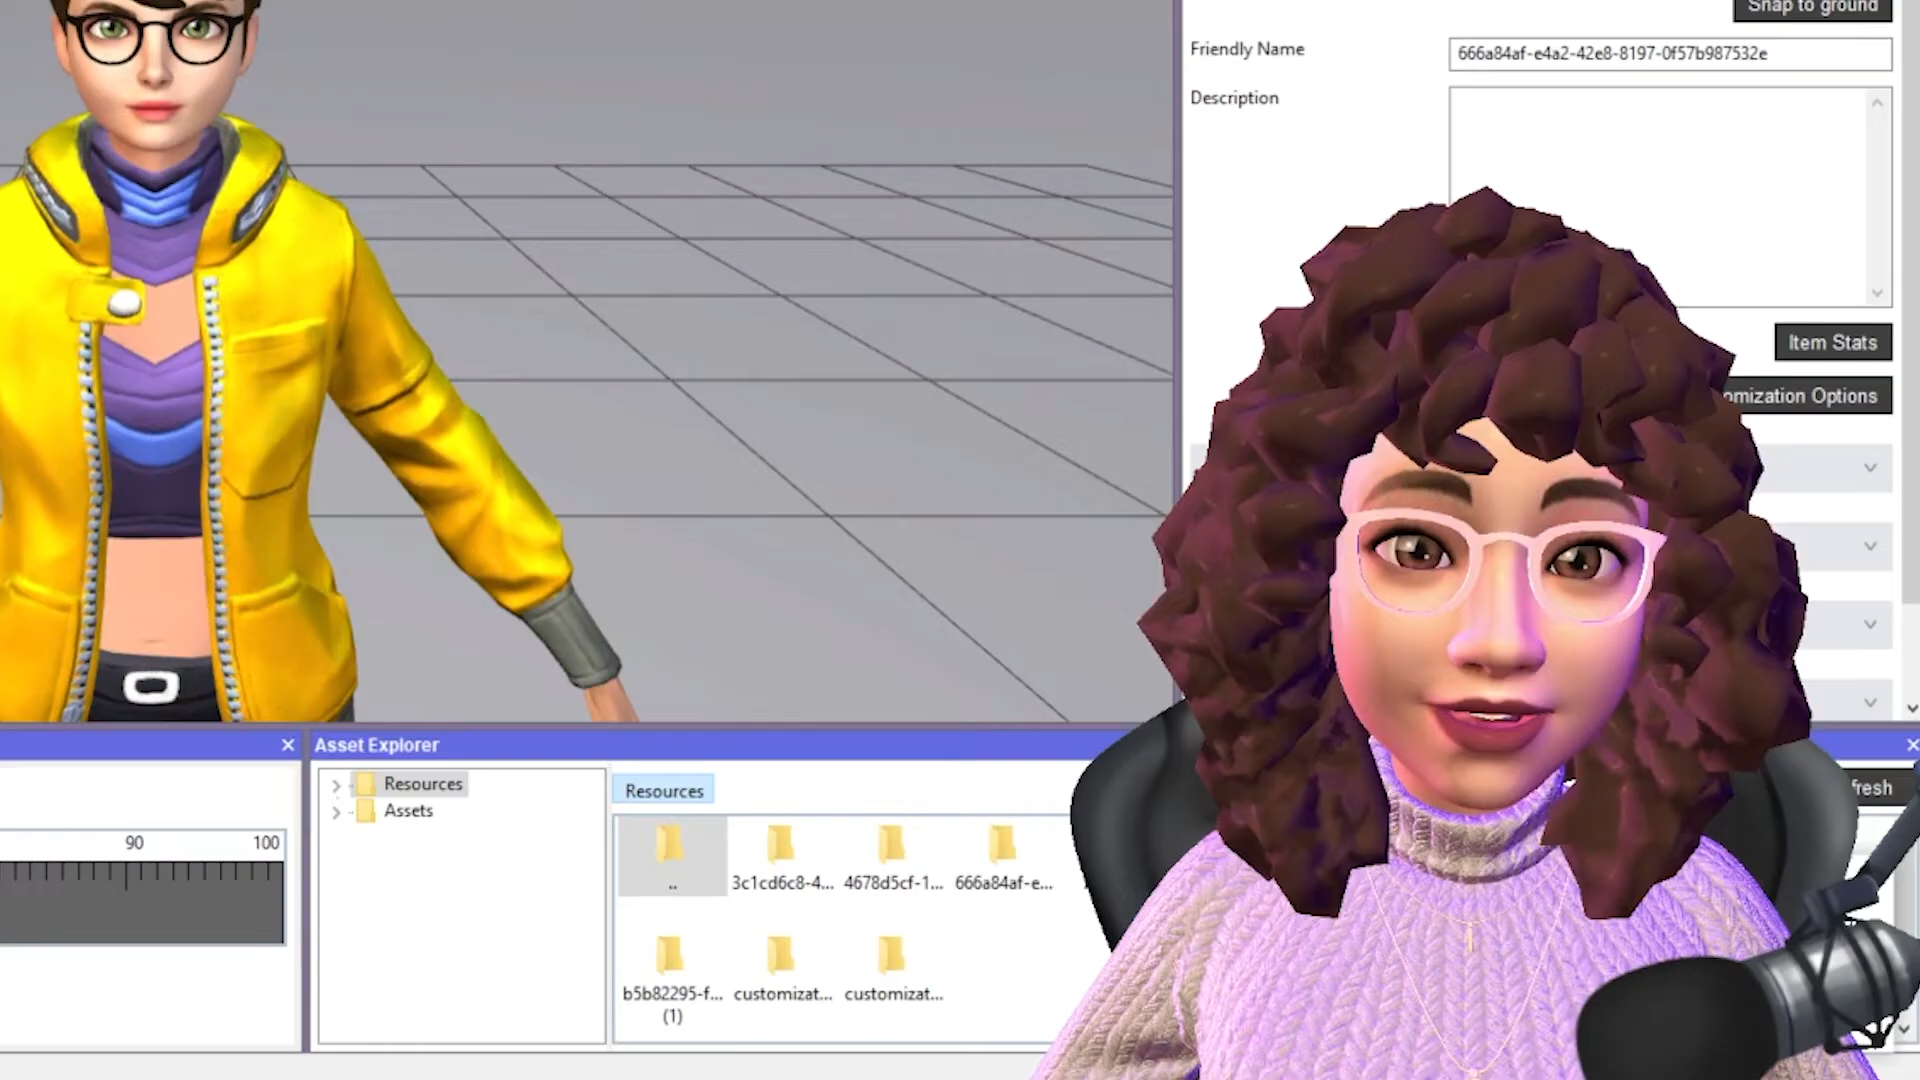 Snap to ground
Friendly Name
666a84af-e4a2-42e8-8197-0f57b987532e
Description
Item Stats
omization Options
Asset Explorer
Resources
Assets
Resources
fresh
90
100
..
3c1cd6c8-4...
4678d5cf-1...
666a84af-e...
b5b82295-f...
(1)
customizat...
customizat...